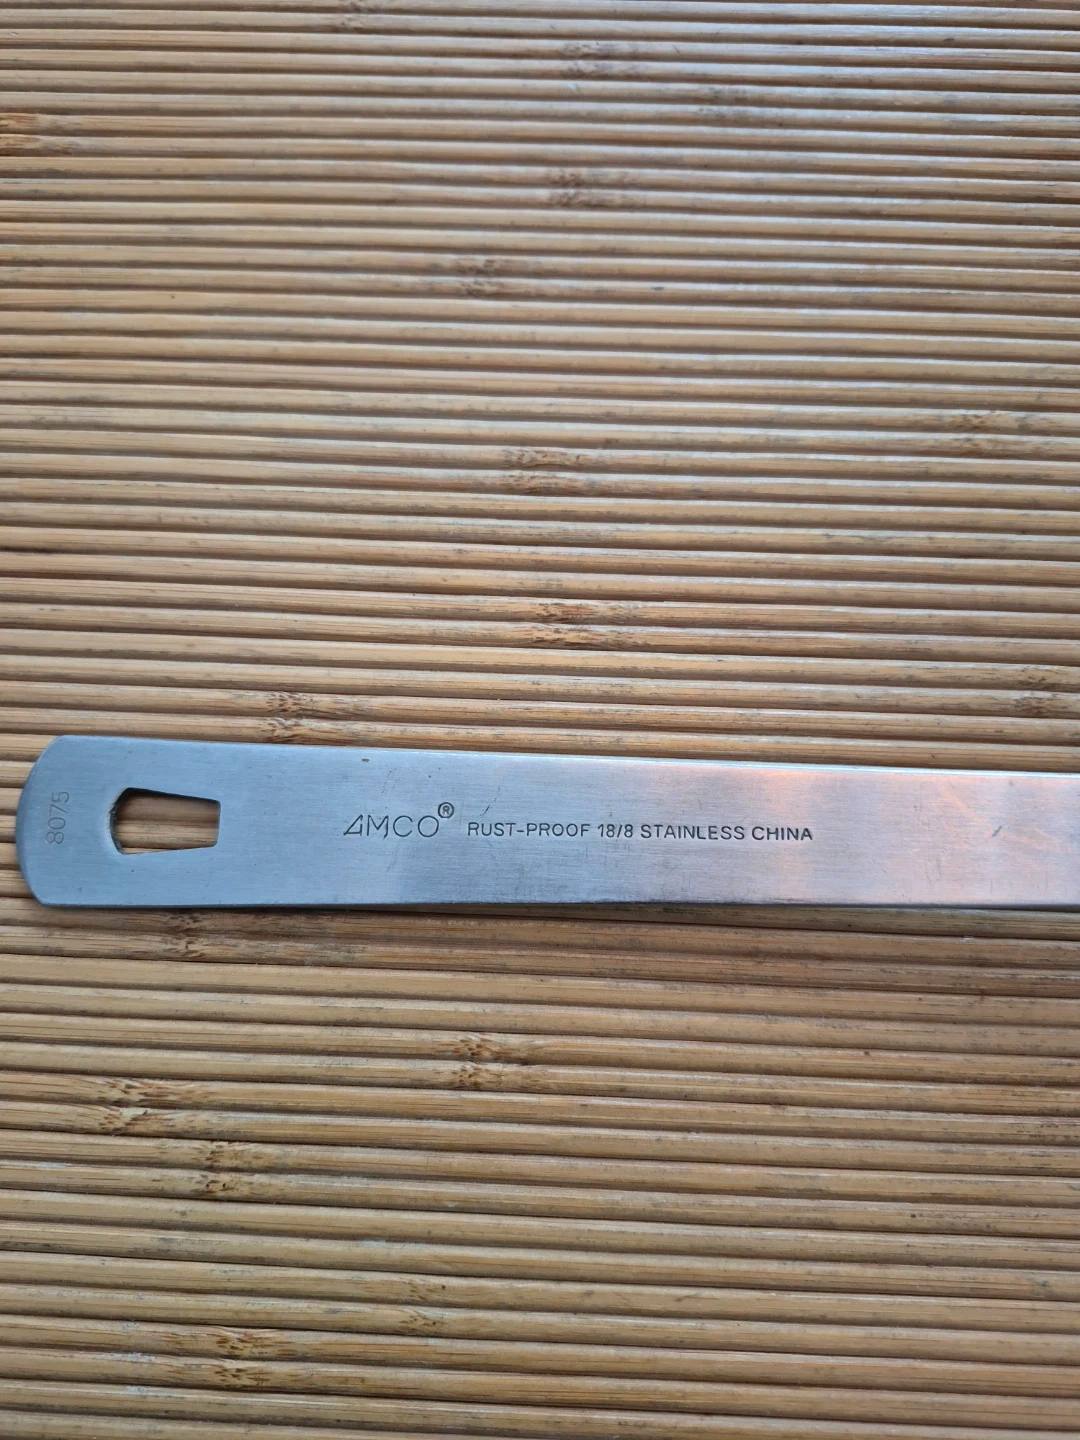 8075
AMCO® RUST-PROOF 18/8 STAINLESS CHINA